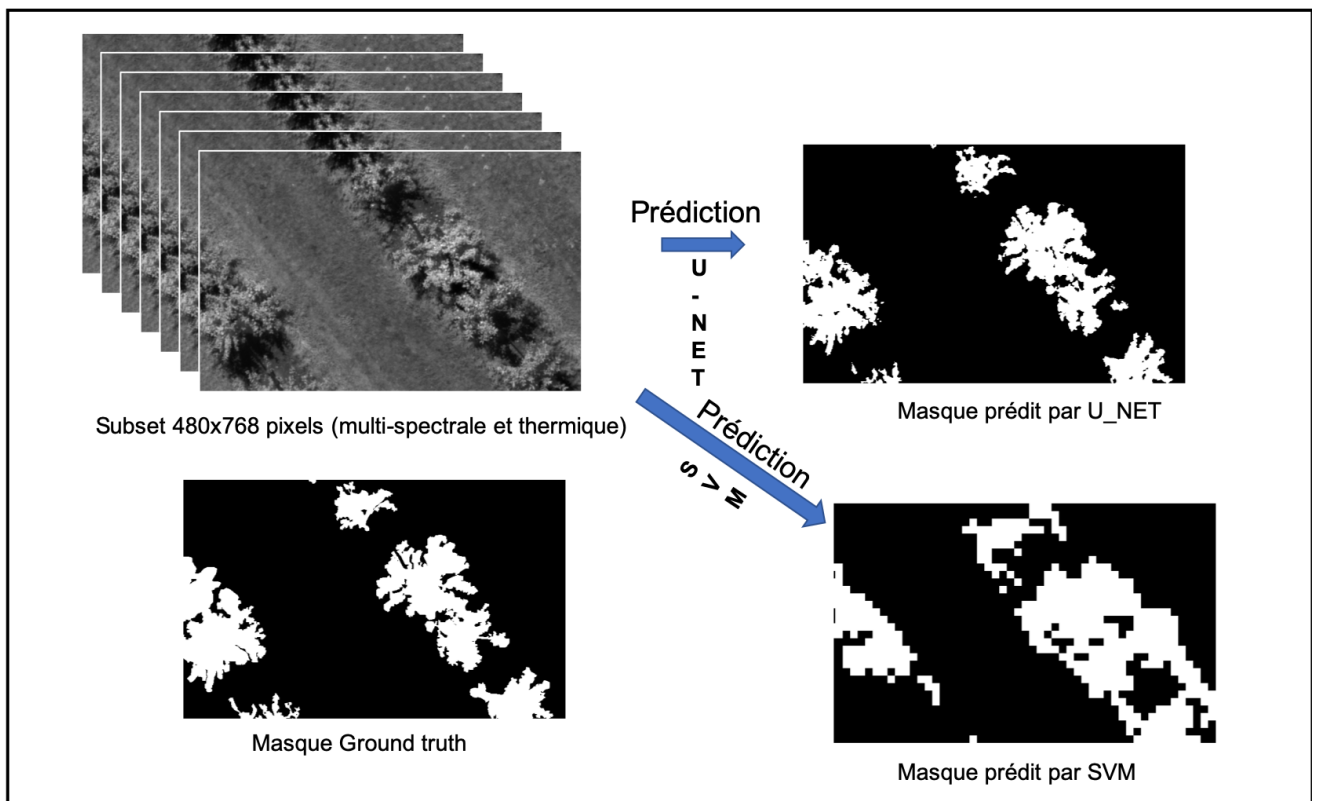 Prédiction
U
-
N
E
T
Prédiction
SVM
Subset 480x768 pixels (multi-spectrale et thermique)
Masque prédit par U_NET
Masque Ground truth
Masque prédit par SVM